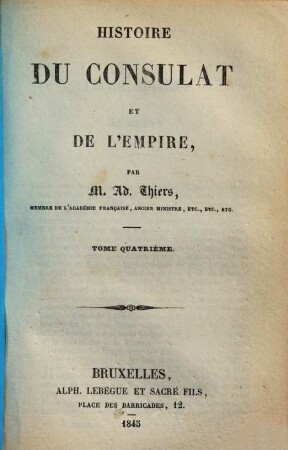 HISTOIRE
DU CONSULAT
ET
DE L'EMPIRE,
PAR
M. Ad. Thiers,
MEMBRE DE L'ACADÉMIE FRANÇAISE, ANCIEN MINISTRE, ETC., ETC., ETC.
TOME QUATRIÈME.
BRUXELLES,
ALPH. LEBÈGUE ET SACRÉ FILS,
PLACE DES BARRICADES, 12.
1845